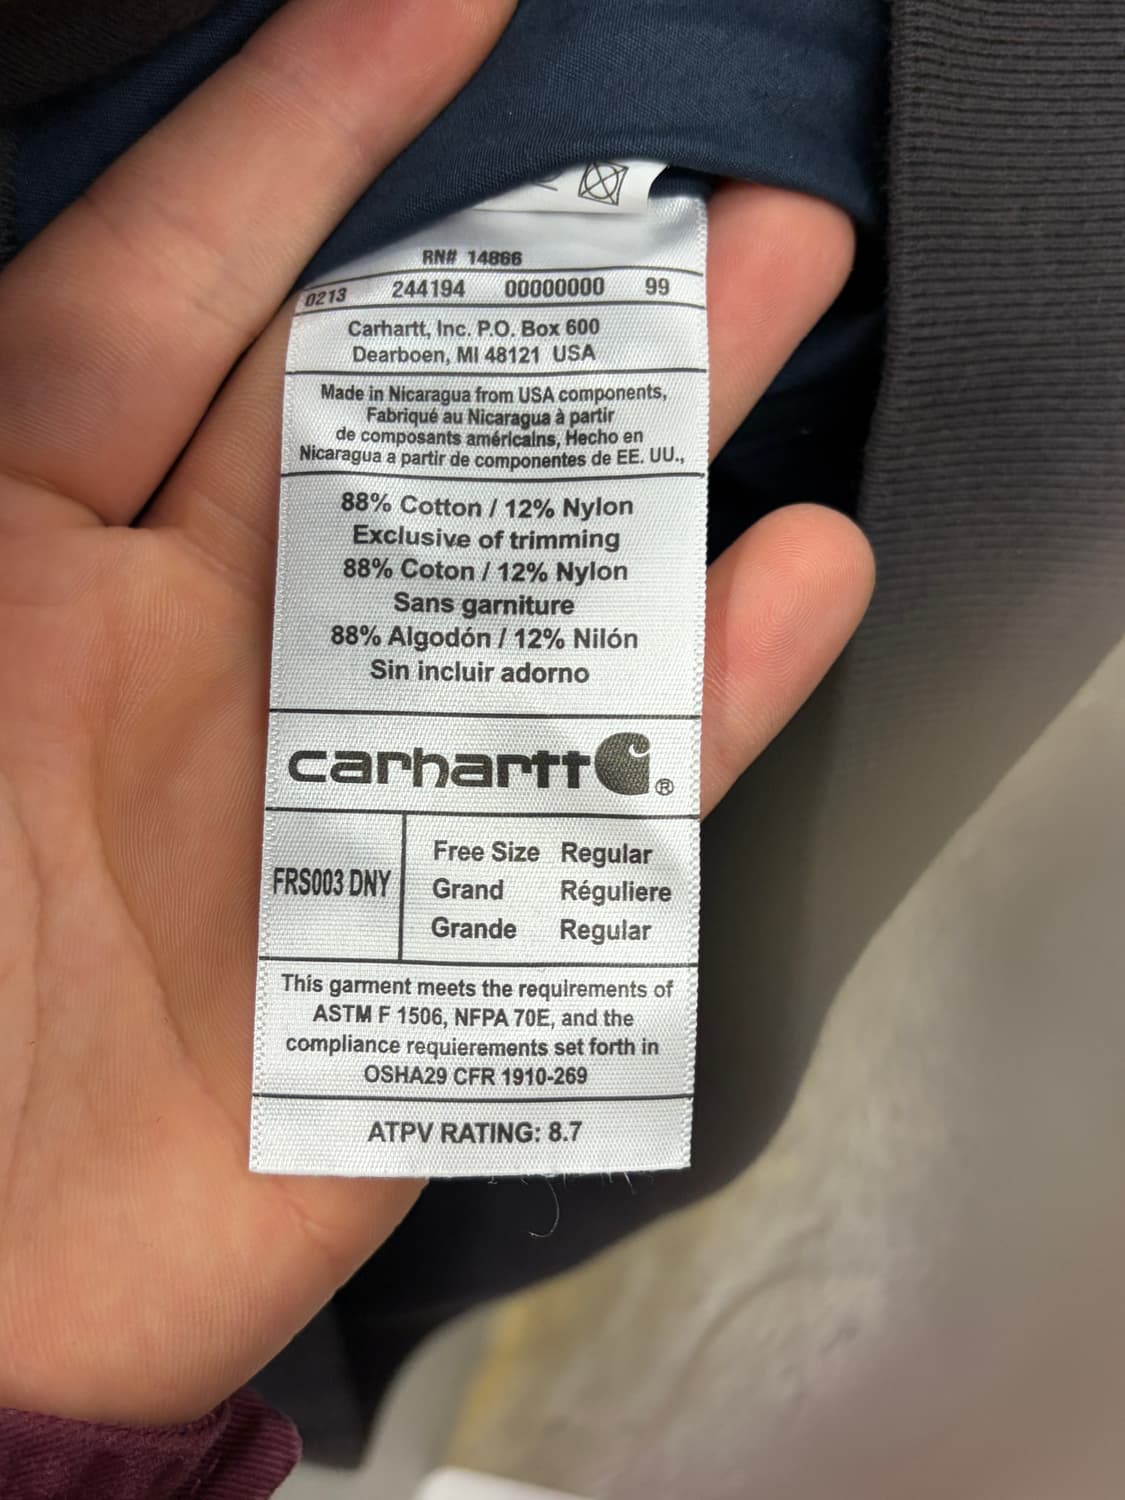 RN# 14866
0213 244194 00000000 99
Carhartt, Inc. P.O. Box 600
Dearboen, MI 48121 USA
Made in Nicaragua from USA components,
Fabriqué au Nicaragua à partir
de composants américains, Hecho en
Nicaragua a partir de componentes de EE. UU.,
88% Cotton / 12% Nylon
Exclusive of trimming
88% Coton / 12% Nylon
Sans garniture
88% Algodón / 12% Nilón
Sin incluir adorno
carhartt ®
FRS003 DNY
Free Size Regular
Grand Réguliere
Grande Regular
This garment meets the requirements of
ASTM F 1506, NFPA 70E, and the
compliance requierements set forth in
OSHA29 CFR 1910-269
ATPV RATING: 8.7